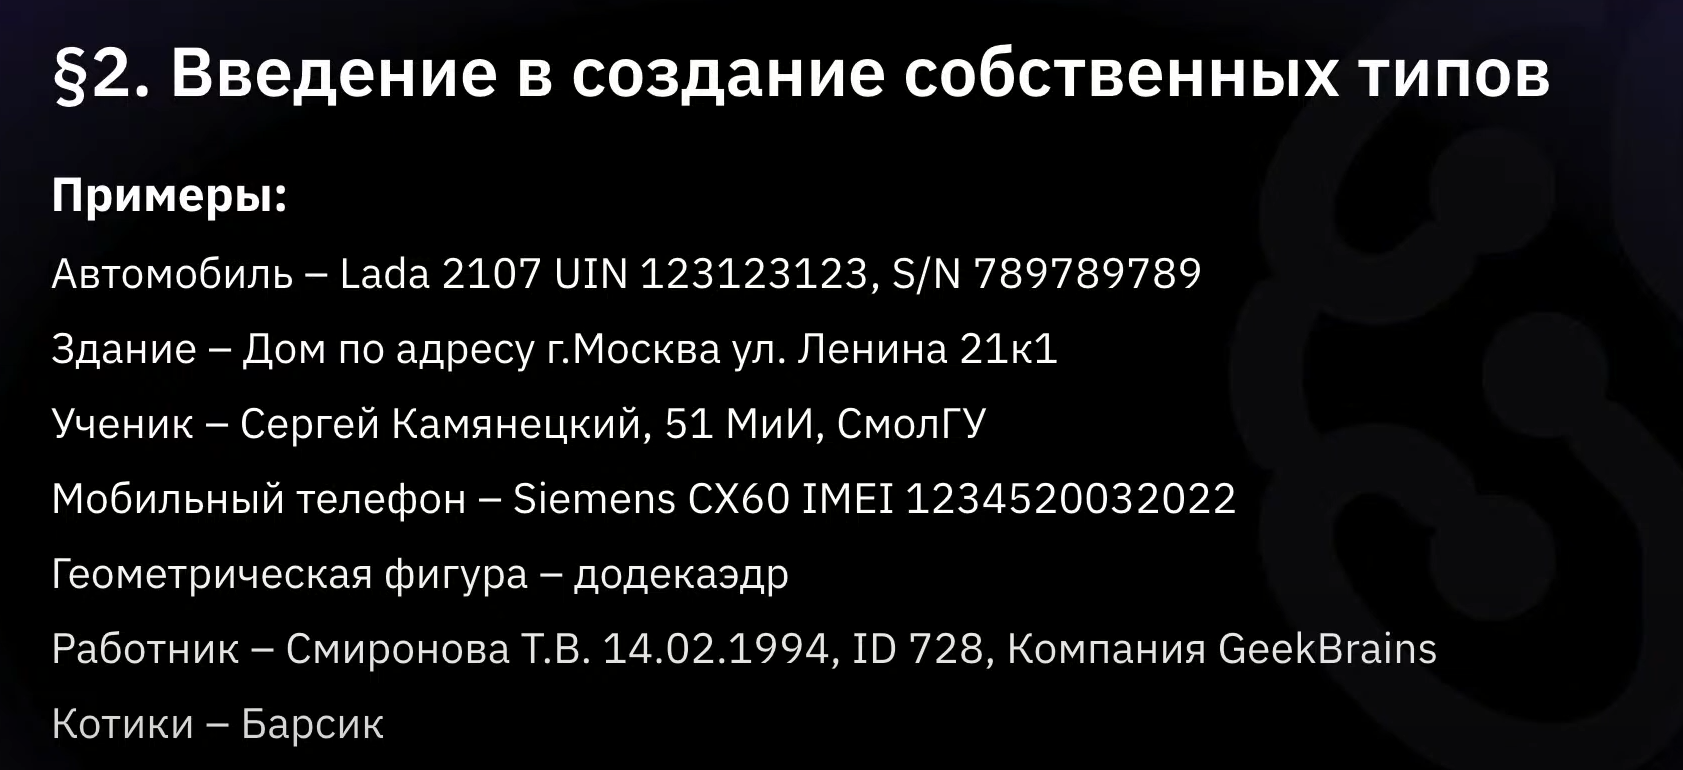 §2. Введение в создание собственных типов
Примеры:
Автомобиль – Lada 2107 UIN 123123123, S/N 789789789
Здание – Дом по адресу г.Москва ул. Ленина 21к1
Ученик – Сергей Камянецкий, 51 МиИ, СмолГУ
Мобильный телефон – Siemens CX60 IMEI 1234520032022
Геометрическая фигура – додекаэдр
Работник – Смиронова Т.В. 14.02.1994, ID 728, Компания GeekBrains
Котики – Барсик